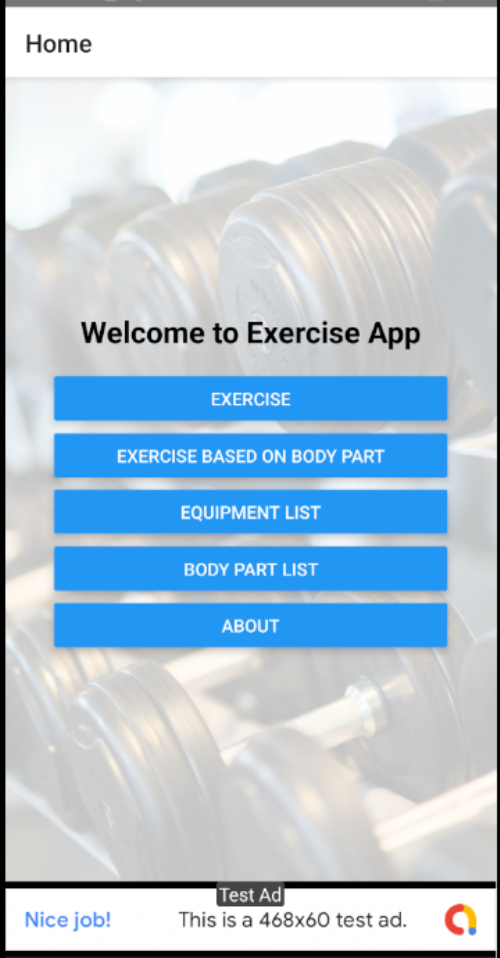 Home
Welcome to Exercise App
EXERCISE
EXERCISE BASED ON BODY PART
EQUIPMENT LIST
BODY PART LIST
ABOUT
Test Ad
Nice job!
This is a 468x60 test ad.